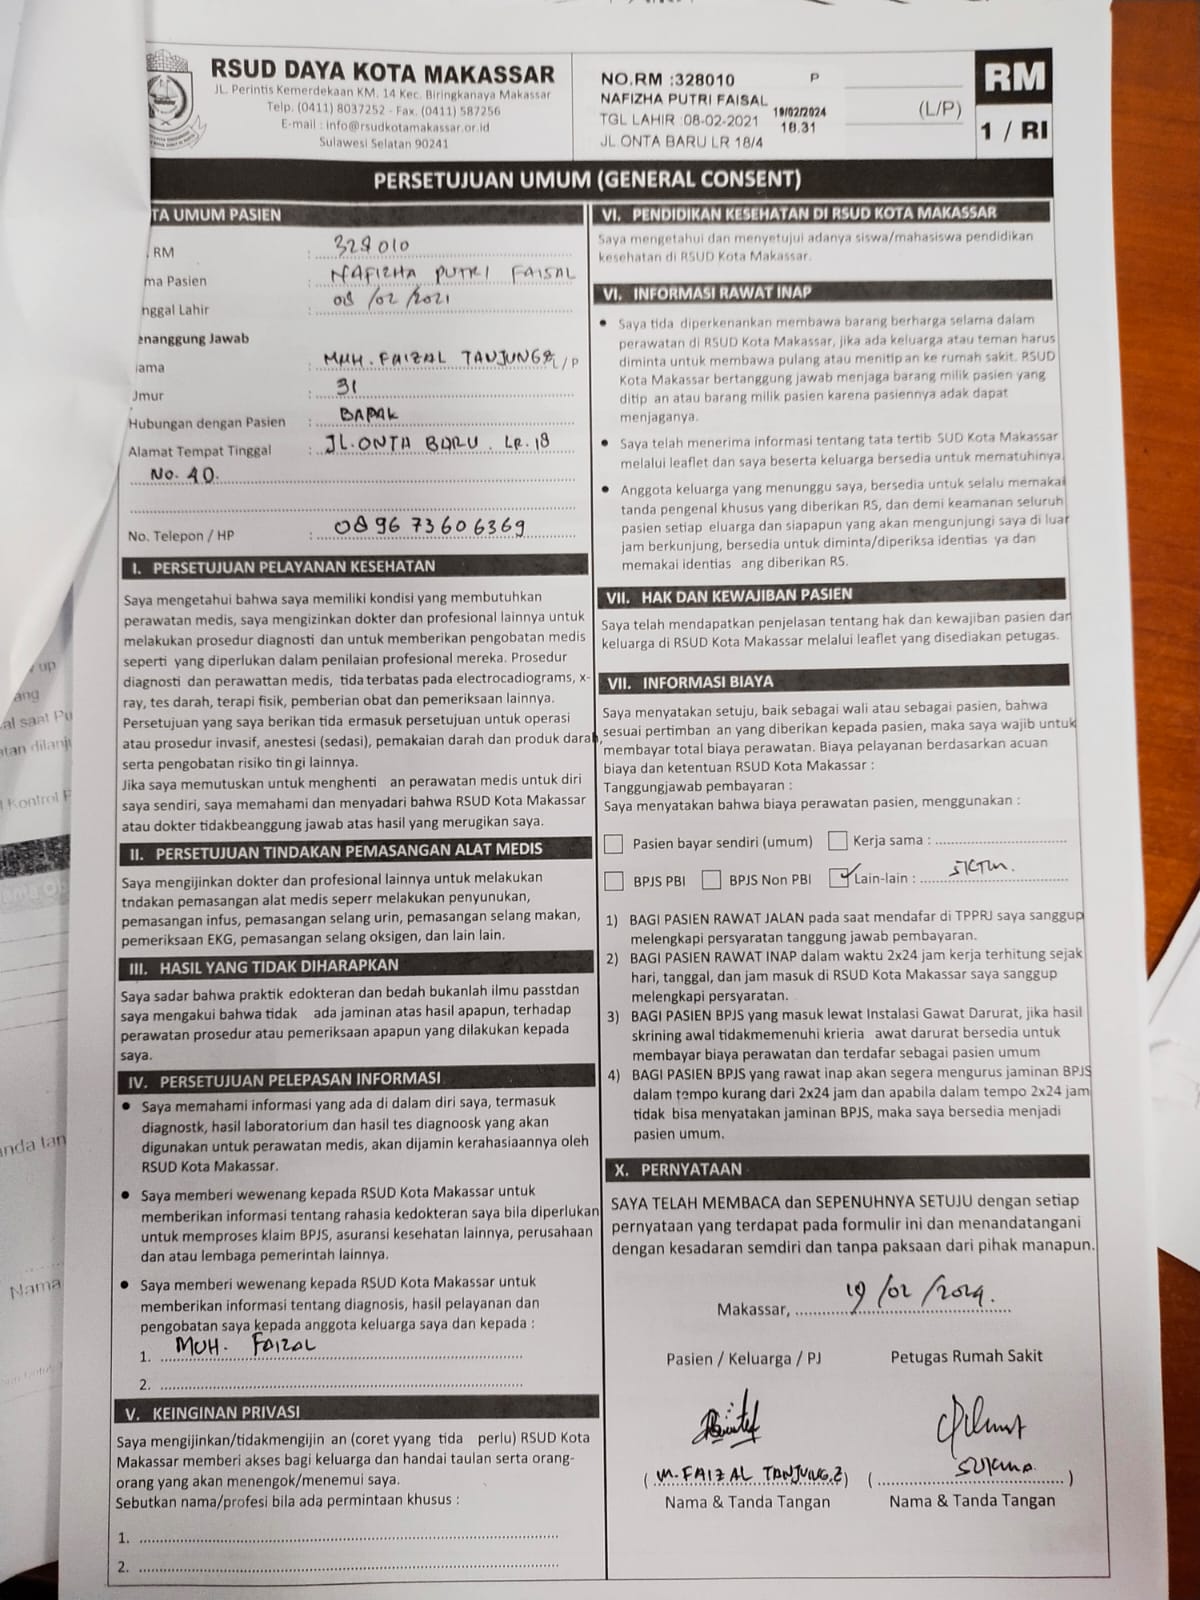 RSUD DAYA KOTA MAKASSAR
JL. Perintis Kemerdekaan KM. 14 Kec. Biringkanaya Makassar
Telp. (0411) 8037252 - Fax. (0411) 587256
E-mail : info@rsudkotamakassar.or.id
Sulawesi Selatan 90241
NO.RM :328010 P
NAFIZHA PUTRI FAISAL
TGL LAHIR :08-02-2021
19/02/2024
18.31
JL ONTA BARU LR 18/4
(L/P)
RM
1 / RI
PERSETUJUAN UMUM (GENERAL CONSENT)
TA UMUM PASIEN
RM : 328010
ma Pasien : NAFIZHA PUTRI FAISAL
nggal Lahir : 08 /02 /2021
enanggung Jawab
ama : MUH. FAIZAL TANJUNG L/P
Umur : 31
Hubungan dengan Pasien : BAPAK
Alamat Tempat Tinggal : JL. ONTA BARU. LR. 18
No. 40.
No. Telepon / HP : 089673606369
I. PERSETUJUAN PELAYANAN KESEHATAN
Saya mengetahui bahwa saya memiliki kondisi yang membutuhkan
perawatan medis, saya mengizinkan dokter dan profesional lainnya untuk
melakukan prosedur diagnosti dan untuk memberikan pengobatan medis
seperti yang diperlukan dalam penilaian profesional mereka. Prosedur
diagnosti dan perawattan medis, tida terbatas pada electrocadiograms, x-
ray, tes darah, terapi fisik, pemberian obat dan pemeriksaan lainnya.
Persetujuan yang saya berikan tida ermasuk persetujuan untuk operasi
atau prosedur invasif, anestesi (sedasi), pemakaian darah dan produk darah,
serta pengobatan risiko tin gi lainnya.
Jika saya memutuskan untuk menghenti an perawatan medis untuk diri
saya sendiri, saya memahami dan menyadari bahwa RSUD Kota Makassar
atau dokter tidakbeanggung jawab atas hasil yang merugikan saya.
II. PERSETUJUAN TINDAKAN PEMASANGAN ALAT MEDIS
Saya mengijinkan dokter dan profesional lainnya untuk melakukan
tndakan pemasangan alat medis seperr melakukan penyunukan,
pemasangan infus, pemasangan selang urin, pemasangan selang makan,
pemeriksaan EKG, pemasangan selang oksigen, dan lain lain.
III. HASIL YANG TIDAK DIHARAPKAN
Saya sadar bahwa praktik edokteran dan bedah bukanlah ilmu passtdan
saya mengakui bahwa tidak ada jaminan atas hasil apapun, terhadap
perawatan prosedur atau pemeriksaan apapun yang dilakukan kepada
saya.
IV. PERSETUJUAN PELEPASAN INFORMASI
• Saya memahami informasi yang ada di dalam diri saya, termasuk
diagnostk, hasil laboratorium dan hasil tes diagnoosk yang akan
digunakan untuk perawatan medis, akan dijamin kerahasiaannya oleh
RSUD Kota Makassar.
• Saya memberi wewenang kepada RSUD Kota Makassar untuk
memberikan informasi tentang rahasia kedokteran saya bila diperlukan
untuk memproses klaim BPJS, asuransi kesehatan lainnya, perusahaan
dan atau lembaga pemerintah lainnya.
• Saya memberi wewenang kepada RSUD Kota Makassar untuk
memberikan informasi tentang diagnosis, hasil pelayanan dan
pengobatan saya kepada anggota keluarga saya dan kepada :
1. MUH. FAIZAL
2.
V. KEINGINAN PRIVASI
Saya mengijinkan/tidakmengijin an (coret yyang tida perlu) RSUD Kota
Makassar memberi akses bagi keluarga dan handai taulan serta orang-
orang yang akan menengok/menemui saya.
Sebutkan nama/profesi bila ada permintaan khusus :
1.
2.
VI. PENDIDIKAN KESEHATAN DI RSUD KOTA MAKASSAR
Saya mengetahui dan menyetujui adanya siswa/mahasiswa pendidikan
kesehatan di RSUD Kota Makassar.
VI. INFORMASI RAWAT INAP
• Saya tida diperkenankan membawa barang berharga selama dalam
perawatan di RSUD Kota Makassar, jika ada keluarga atau teman harus
diminta untuk membawa pulang atau menitip an ke rumah sakit. RSUD
Kota Makassar bertanggung jawab menjaga barang milik pasien yang
ditip an atau barang milik pasien karena pasiennya adak dapat
menjaganya.
• Saya telah menerima informasi tentang tata tertib SUD Kota Makassar
melalui leaflet dan saya beserta keluarga bersedia untuk mematuhinya.
• Anggota keluarga yang menunggu saya, bersedia untuk selalu memakai
tanda pengenal khusus yang diberikan RS, dan demi keamanan seluruh
pasien setiap eluarga dan siapapun yang akan mengunjungi saya di luar
jam berkunjung, bersedia untuk diminta/diperiksa identias ya dan
memakai identias ang diberikan RS.
VII. HAK DAN KEWAJIBAN PASIEN
Saya telah mendapatkan penjelasan tentang hak dan kewajiban pasien dan
keluarga di RSUD Kota Makassar melalui leaflet yang disediakan petugas.
VII. INFORMASI BIAYA
Saya menyatakan setuju, baik sebagai wali atau sebagai pasien, bahwa
sesuai pertimban an yang diberikan kepada pasien, maka saya wajib untuk
membayar total biaya perawatan. Biaya pelayanan berdasarkan acuan
biaya dan ketentuan RSUD Kota Makassar :
Tanggungjawab pembayaran :
Saya menyatakan bahwa biaya perawatan pasien, menggunakan :
Pasien bayar sendiri (umum) Kerja sama :
BPJS PBI BPJS Non PBI Lain-lain : SKTM.
1) BAGI PASIEN RAWAT JALAN pada saat mendafar di TPPRJ saya sanggup
melengkapi persyaratan tanggung jawab pembayaran.
2) BAGI PASIEN RAWAT INAP dalam waktu 2x24 jam kerja terhitung sejak
hari, tanggal, dan jam masuk di RSUD Kota Makassar saya sanggup
melengkapi persyaratan.
3) BAGI PASIEN BPJS yang masuk lewat Instalasi Gawat Darurat, jika hasil
skrining awal tidakmemenuhi krieria awat darurat bersedia untuk
membayar biaya perawatan dan terdafar sebagai pasien umum
4) BAGI PASIEN BPJS yang rawat inap akan segera mengurus jaminan BPJS
dalam tempo kurang dari 2x24 jam dan apabila dalam tempo 2x24 jam
tidak bisa menyatakan jaminan BPJS, maka saya bersedia menjadi
pasien umum.
X. PERNYATAAN
SAYA TELAH MEMBACA dan SEPENUHNYA SETUJU dengan setiap
pernyataan yang terdapat pada formulir ini dan menandatangani
dengan kesadaran semdiri dan tanpa paksaan dari pihak manapun.
Makassar, 19 /02 /2024.
Pasien / Keluarga / PJ Petugas Rumah Sakit
(M. FAIZAL TANJUNG.Z) ( )
Nama & Tanda Tangan Nama & Tanda Tangan